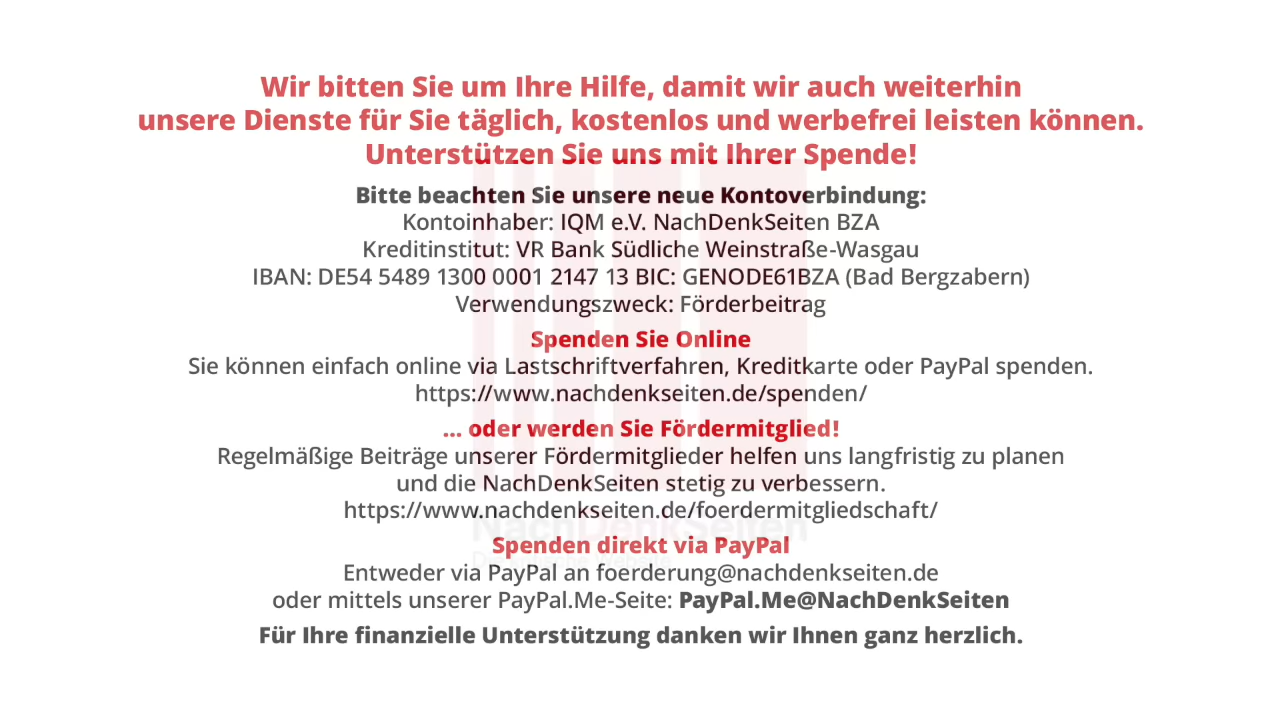 Wir bitten Sie um Ihre Hilfe, damit wir auch weiterhin
unsere Dienste für Sie täglich, kostenlos und werbefrei leisten können.
Unterstützen Sie uns mit Ihrer Spende!
Bitte beachten Sie unsere neue Kontoverbindung:
Kontoinhaber: IQM e.V. NachDenkSeiten BZA
Kreditinstitut: VR Bank Südliche Weinstraße-Wasgau
IBAN: DE54 5489 1300 0001 2147 13 BIC: GENODE61BZA (Bad Bergzabern)
Verwendungszweck: Förderbeitrag
Spenden Sie Online
Sie können einfach online via Lastschriftverfahren, Kreditkarte oder PayPal spenden.
https://www.nachdenkseiten.de/spenden/
... oder werden Sie Fördermitglied!
Regelmäßige Beiträge unserer Fördermitglieder helfen uns langfristig zu planen
und die NachDenkSeiten stetig zu verbessern.
https://www.nachdenkseiten.de/foerdermitgliedschaft/
NachDenkSeiten
Spenden direkt via PayPal
Entweder via PayPal an foerderung@nachdenkseiten.de
oder mittels unserer PayPal.Me-Seite: PayPal.Me@NachDenkSeiten
Für Ihre finanzielle Unterstützung danken wir Ihnen ganz herzlich.